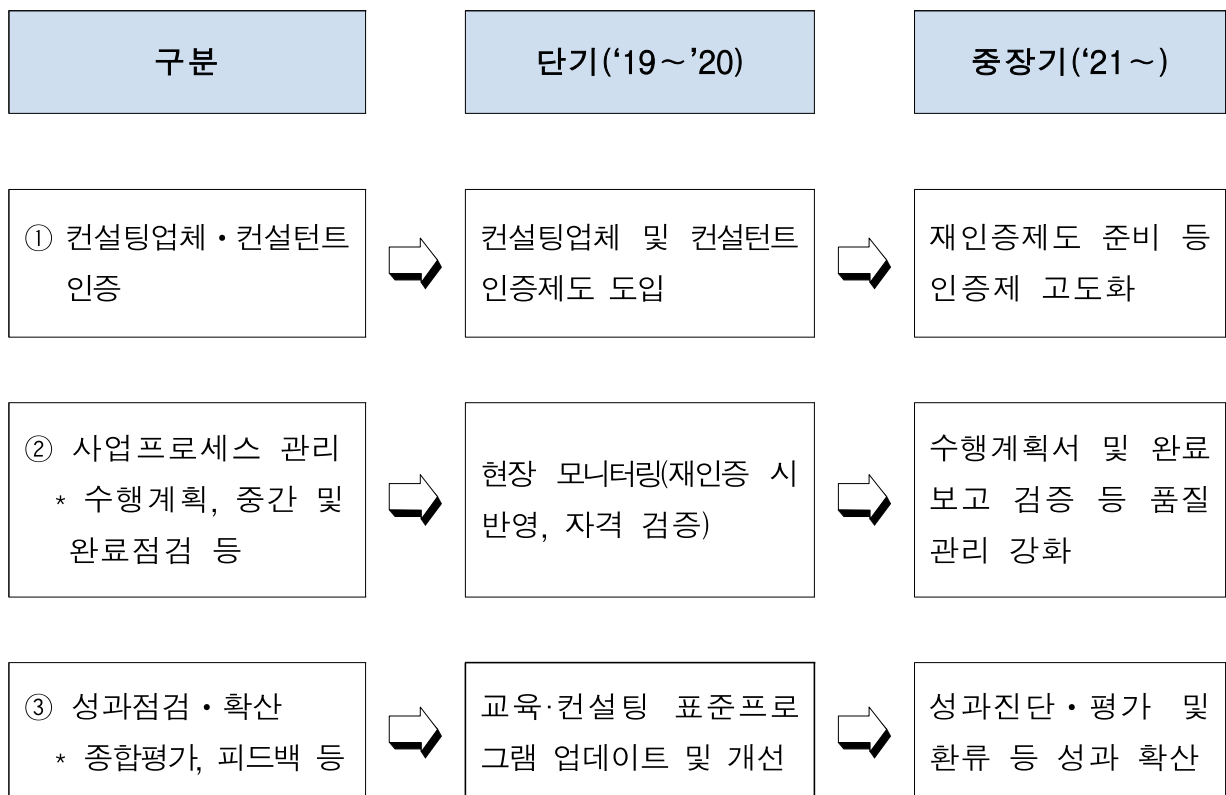 구분
단기(‘19～’20)
중장기(‘21～)
① 컨설팅업체・컨설턴트
인증
컨설팅업체 및 컨설턴트
인증제도 도입
재인증제도 준비 등
인증제 고도화
② 사업프로세스 관리
* 수행계획, 중간 및
완료점검 등
현장 모니터링(재인증 시
반영, 자격 검증)
수행계획서 및 완료
보고 검증 등 품질
관리 강화
③ 성과점검・확산
* 종합평가, 피드백 등
교육·컨설팅 표준프로
그램 업데이트 및 개선
성과진단・평가 및
환류 등 성과 확산